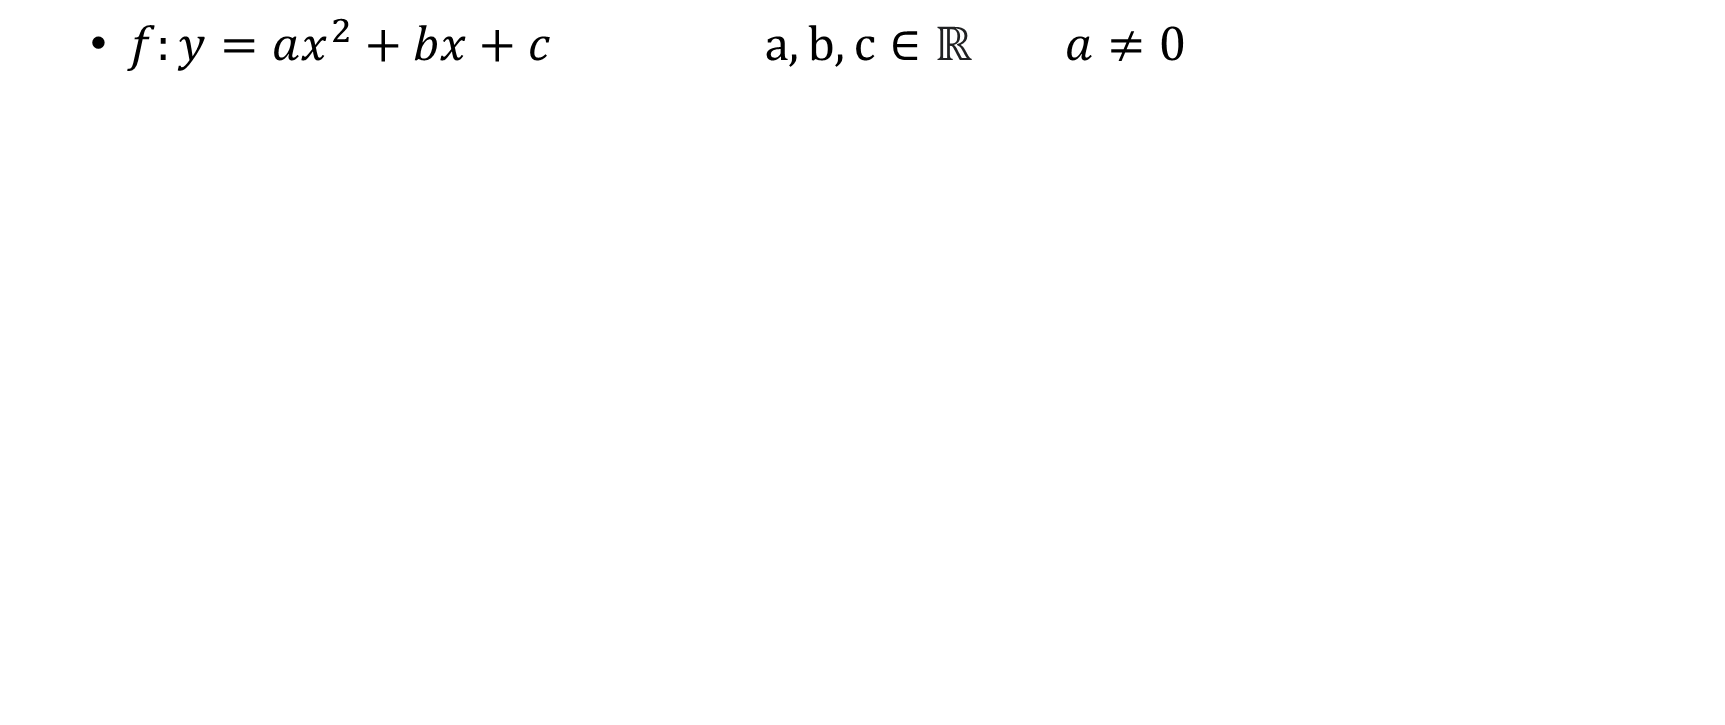 • f: y = ax² + bx + c a, b, c ∈ ℝ a ≠ 0